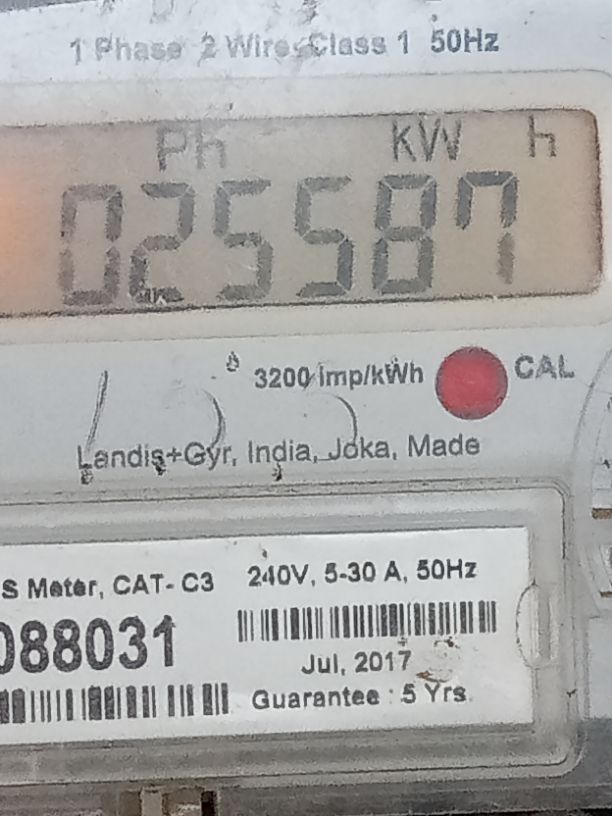 1 Phase 2 Wire, Class 1 50Hz
Ph KW h
025587
3200 imp/kWh CAL
Landis+Gyr, India, Joka, Made
S Meter, CAT- C3 240V, 5-30 A, 50Hz
088031
Jul, 2017
Guarantee : 5 Yrs.